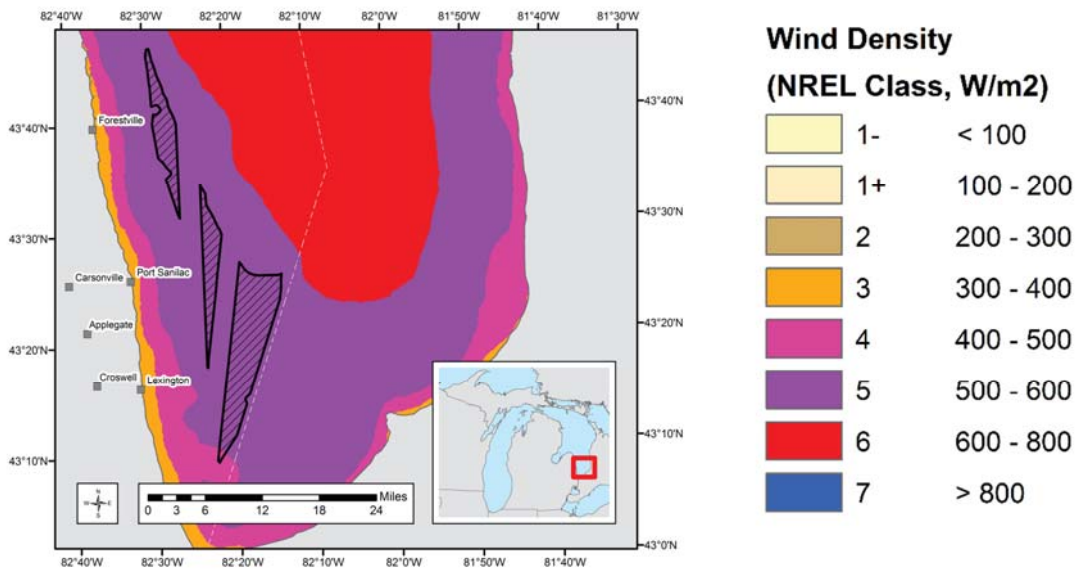 82°40'W 82°30'W 82°20'W 82°10'W 82°0'W 81°50'W 81°40'W 81°30'W
43°40'N
43°30'N
43°20'N
43°10'N
Forestville
Carsonville
Port Sanilac
Applegate
Croswell
Lexington
N
W E
S
Miles
0 3 6 12 18 24
43°40'N
43°30'N
43°20'N
43°10'N
43°0'N
82°40'W 82°30'W 82°20'W 82°10'W 82°0'W 81°50'W 81°40'W
Wind Density
(NREL Class, W/m2)
1- < 100
1+ 100 - 200
2 200 - 300
3 300 - 400
4 400 - 500
5 500 - 600
6 600 - 800
7 > 800